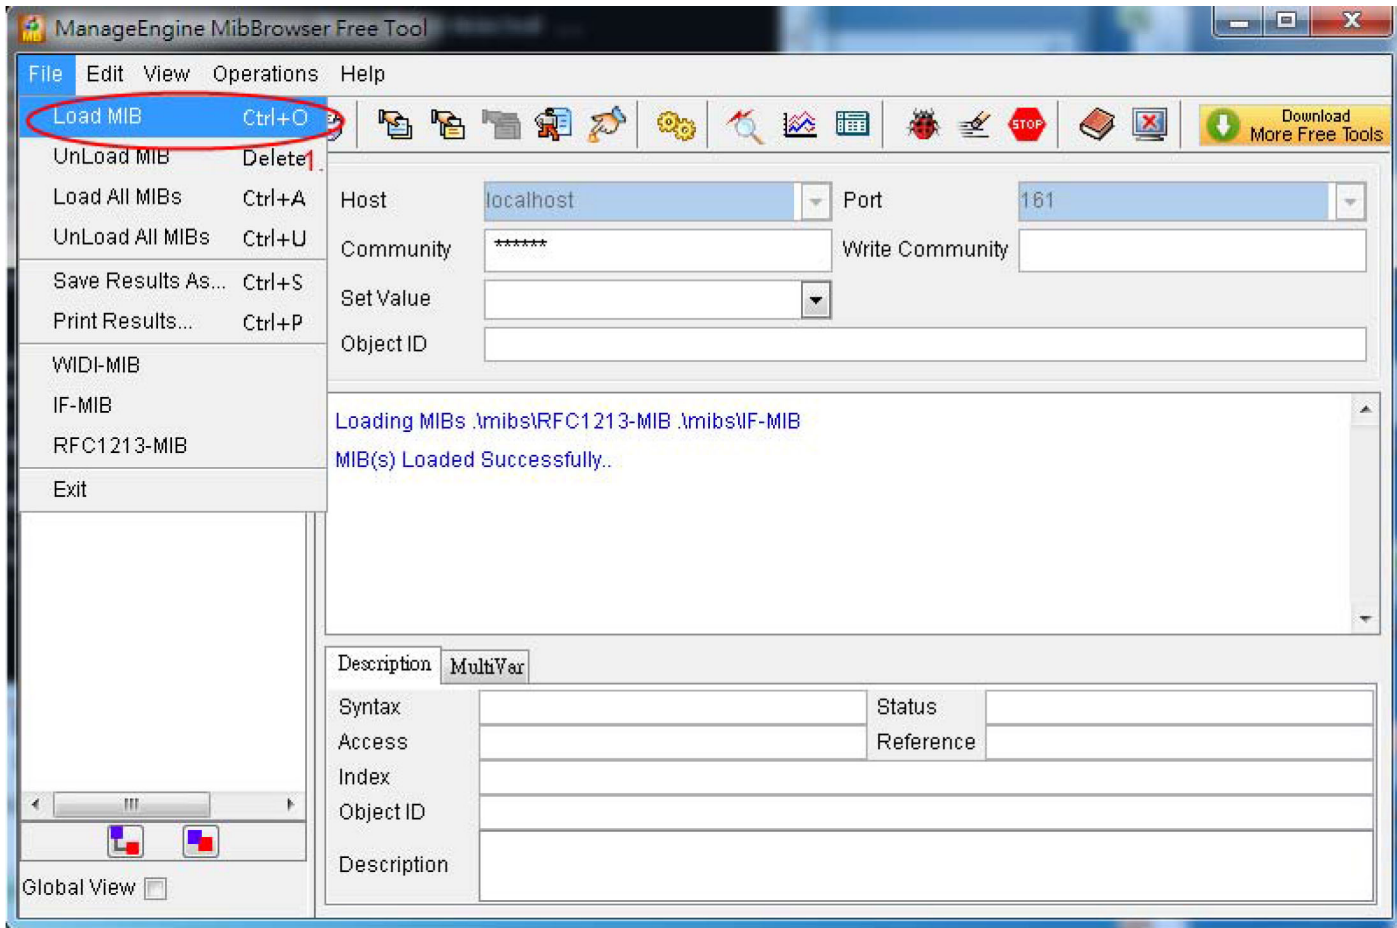 ManageEngine MibBrowser Free Tool
File Edit View Operations Help
Load MIB Ctrl+O
UnLoad MIB Delete
1.
Load All MIBs Ctrl+A
UnLoad All MIBs Ctrl+U
Save Results As... Ctrl+S
Print Results... Ctrl+P
WIDI-MIB
IF-MIB
RFC1213-MIB
Exit
STOP
Download
More Free Tools
Host localhost Port 161
Community ****** Write Community
Set Value
Object ID
Loading MIBs .\mibs\RFC1213-MIB .\mibs\IF-MIB
MIB(s) Loaded Successfully..
Description MultiVar
Syntax Status
Access Reference
Index
Object ID
Description
Global View